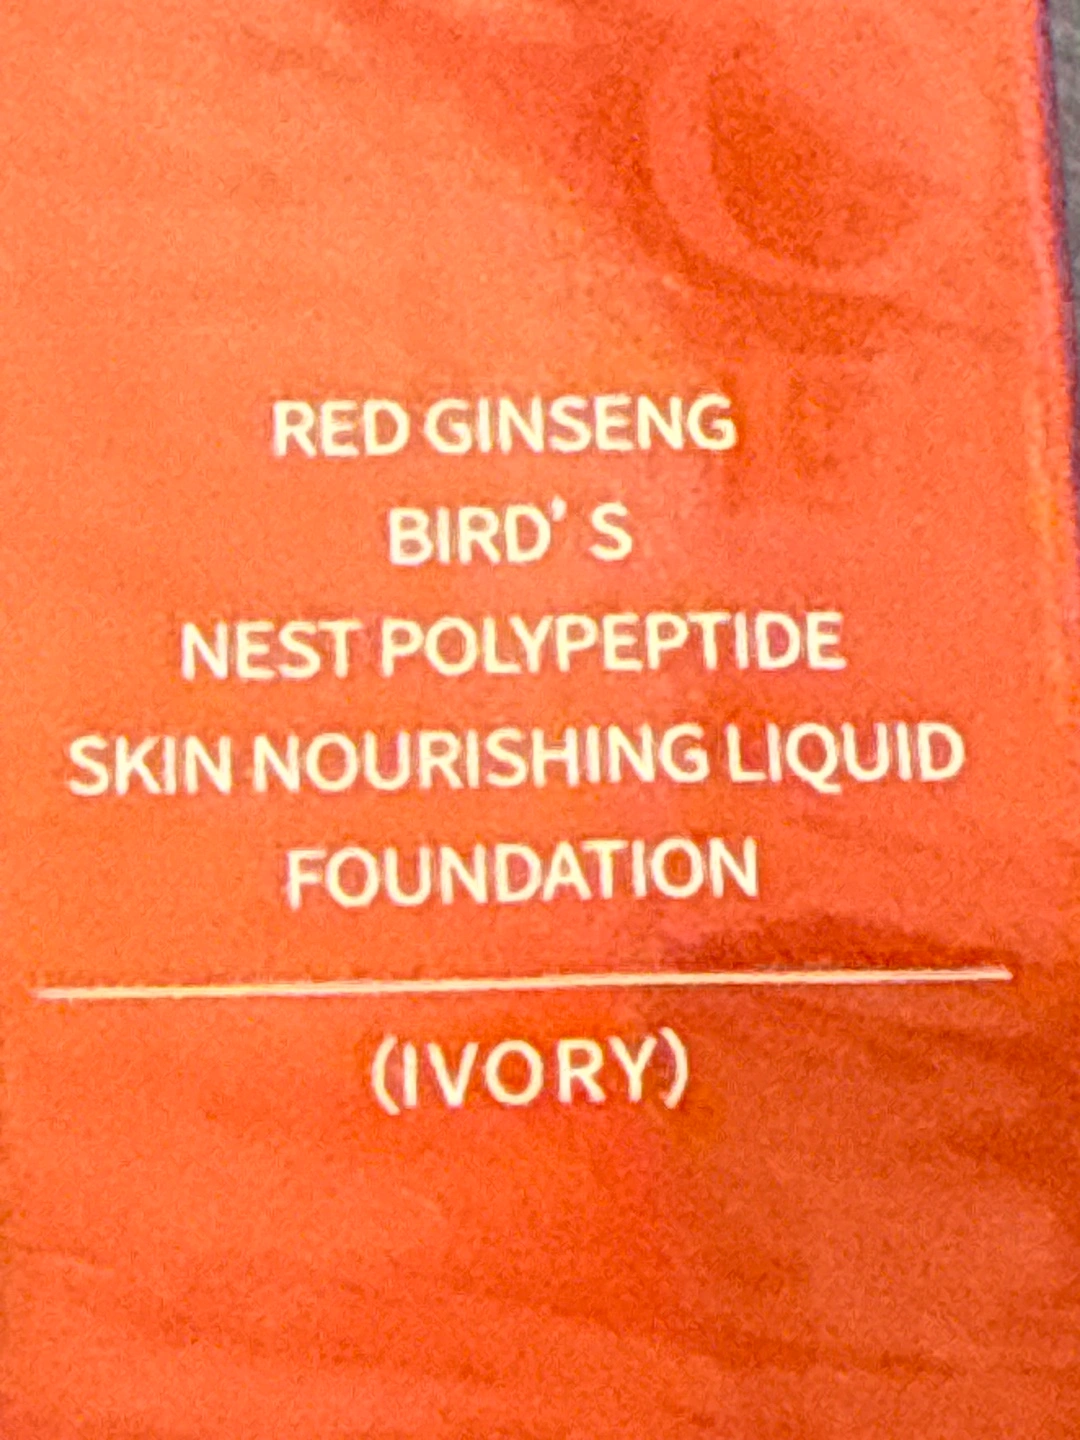 RED GINSENG
BIRD’ S
NEST POLYPEPTIDE
SKIN NOURISHING LIQUID
FOUNDATION
(IVORY)